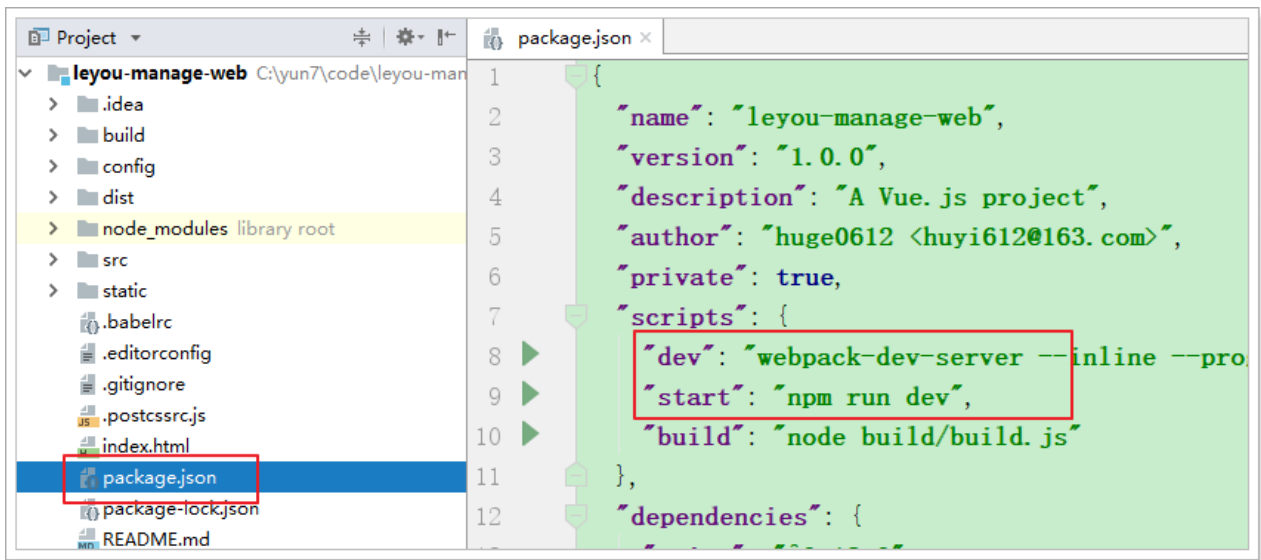 Project
leyou-manage-web C:\yun7\code\leyou-man
.idea
build
config
dist
node_modules library root
src
static
.babelrc
.editorconfig
.gitignore
.postcssrc.js
index.html
package.json
package-lock.json
README.md
package.json
1 {
2 "name": "leyou-manage-web",
3 "version": "1.0.0",
4 "description": "A Vue.js project",
5 "author": "huge0612 <huyi612@163.com>",
6 "private": true,
7 "scripts": {
8 "dev": "webpack-dev-server --inline --pro
9 "start": "npm run dev",
10 "build": "node build/build.js"
11 },
12 "dependencies": {